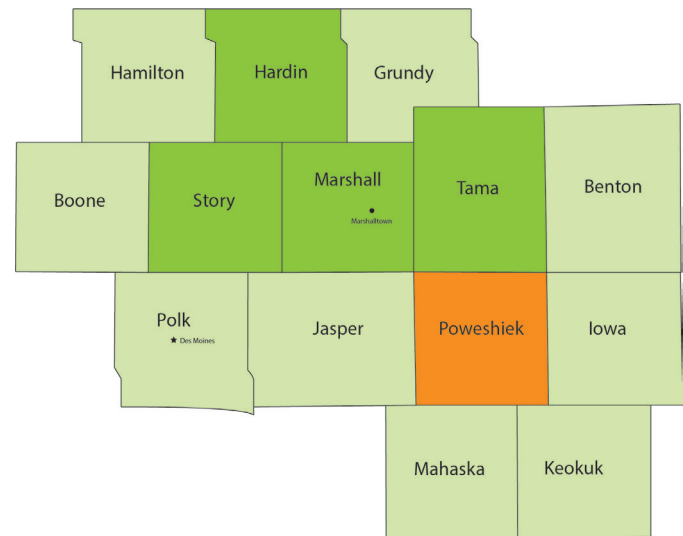 Hamilton
Hardin
Grundy
Boone
Story
Marshall
Marshalltown
Tama
Benton
Polk
Des Moines
Jasper
Poweshiek
Iowa
Mahaska
Keokuk